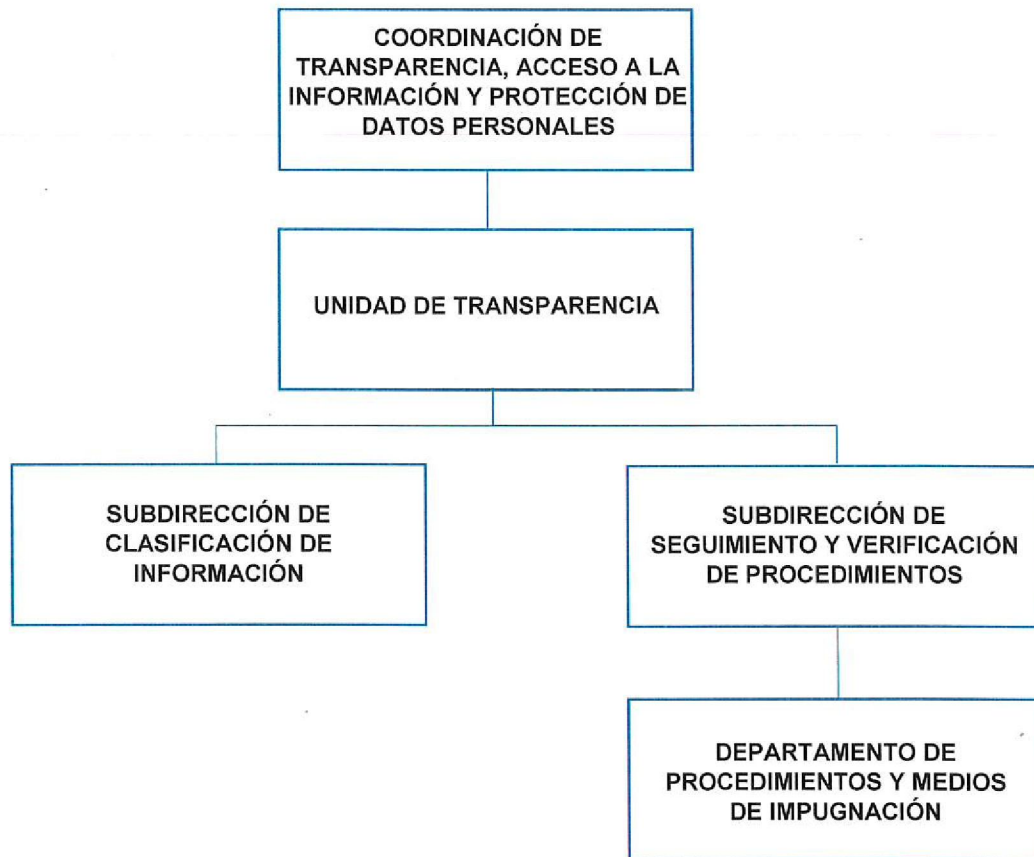 COORDINACIÓN DE
TRANSPARENCIA, ACCESO A LA
INFORMACIÓN Y PROTECCIÓN DE
DATOS PERSONALES
UNIDAD DE TRANSPARENCIA
SUBDIRECCIÓN DE
CLASIFICACIÓN DE
INFORMACIÓN
SUBDIRECCIÓN DE
SEGUIMIENTO Y VERIFICACIÓN
DE PROCEDIMIENTOS
DEPARTAMENTO DE
PROCEDIMIENTOS Y MEDIOS
DE IMPUGNACIÓN